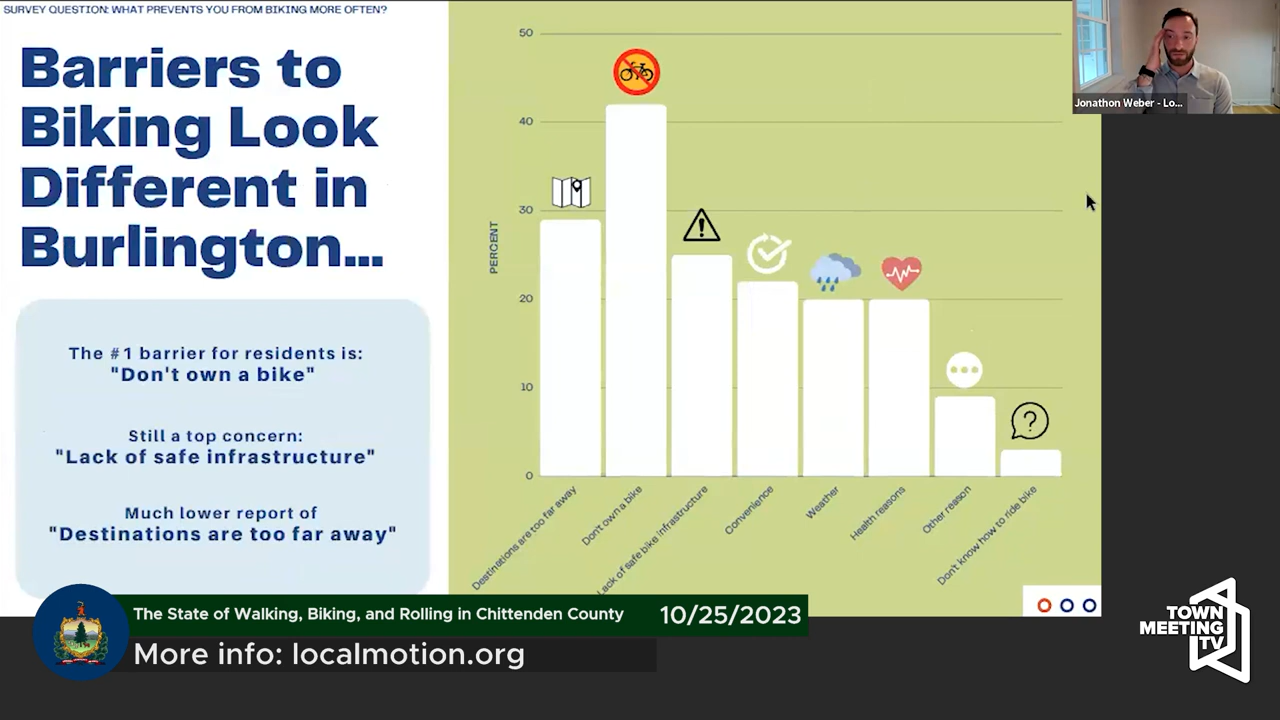 SURVEY QUESTION: WHAT PREVENTS YOU FROM BIKING MORE OFTEN?
Barriers to
Biking Look
Different in
Burlington...
The #1 barrier for residents is:
"Don't own a bike"
Still a top concern:
"Lack of safe infrastructure"
Much lower report of
"Destinations are too far away"
PERCENT
50
40
30
20
10
0
Destinations are too far away
Don't own a bike
Lack of safe bike infrastructure
Convenience
Weather
Health reasons
Other reason
Don't know how to ride bike
Jonathon Weber - Lo...
The State of Walking, Biking, and Rolling in Chittenden County
10/25/2023
More info: localmotion.org
TOWN
MEETING
TV